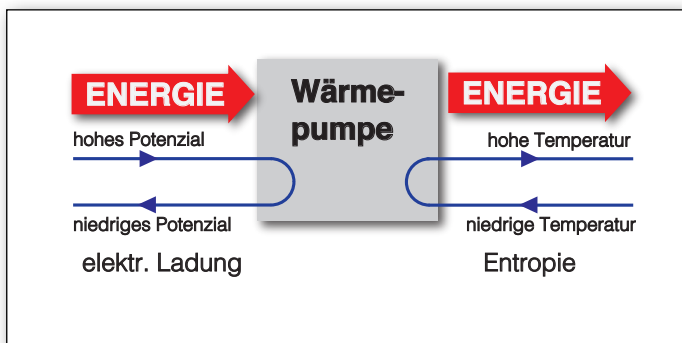 ENERGIE
Wärme-
pumpe
ENERGIE
hohes Potenzial
hohe Temperatur
niedriges Potenzial
niedrige Temperatur
elektr. Ladung
Entropie